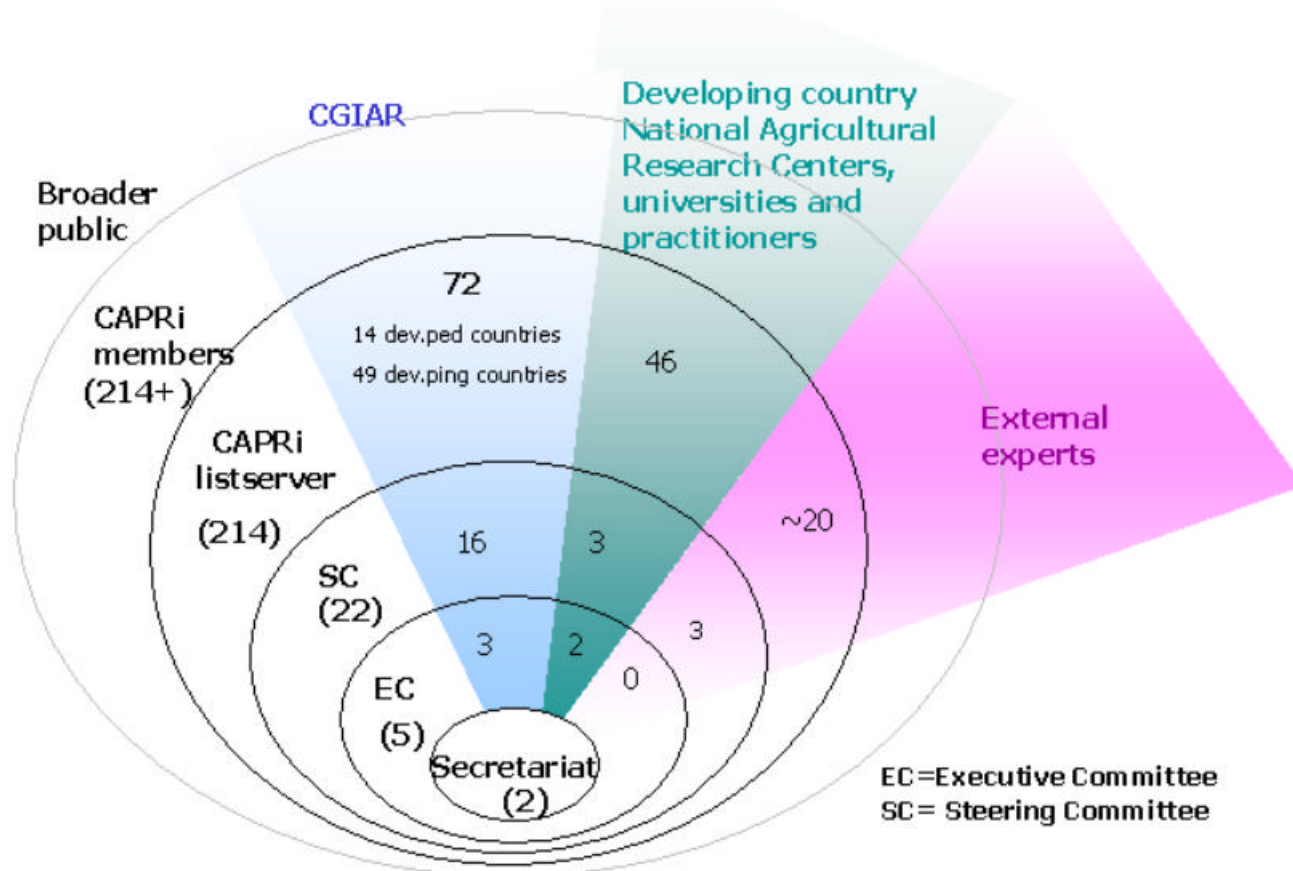 CGIAR
Developing country
National Agricultural
Research Centers,
universities and
practitioners
Broader
public
72
14 dev.ped countries
49 dev.ping countries
46
CAPRi
members
(214+)
External
experts
CAPRi
listserver
(214)
~20
16
3
SC
(22)
3
2
3
0
EC
(5)
Secretariat
(2)
EC=Executive Committee
SC= Steering Committee